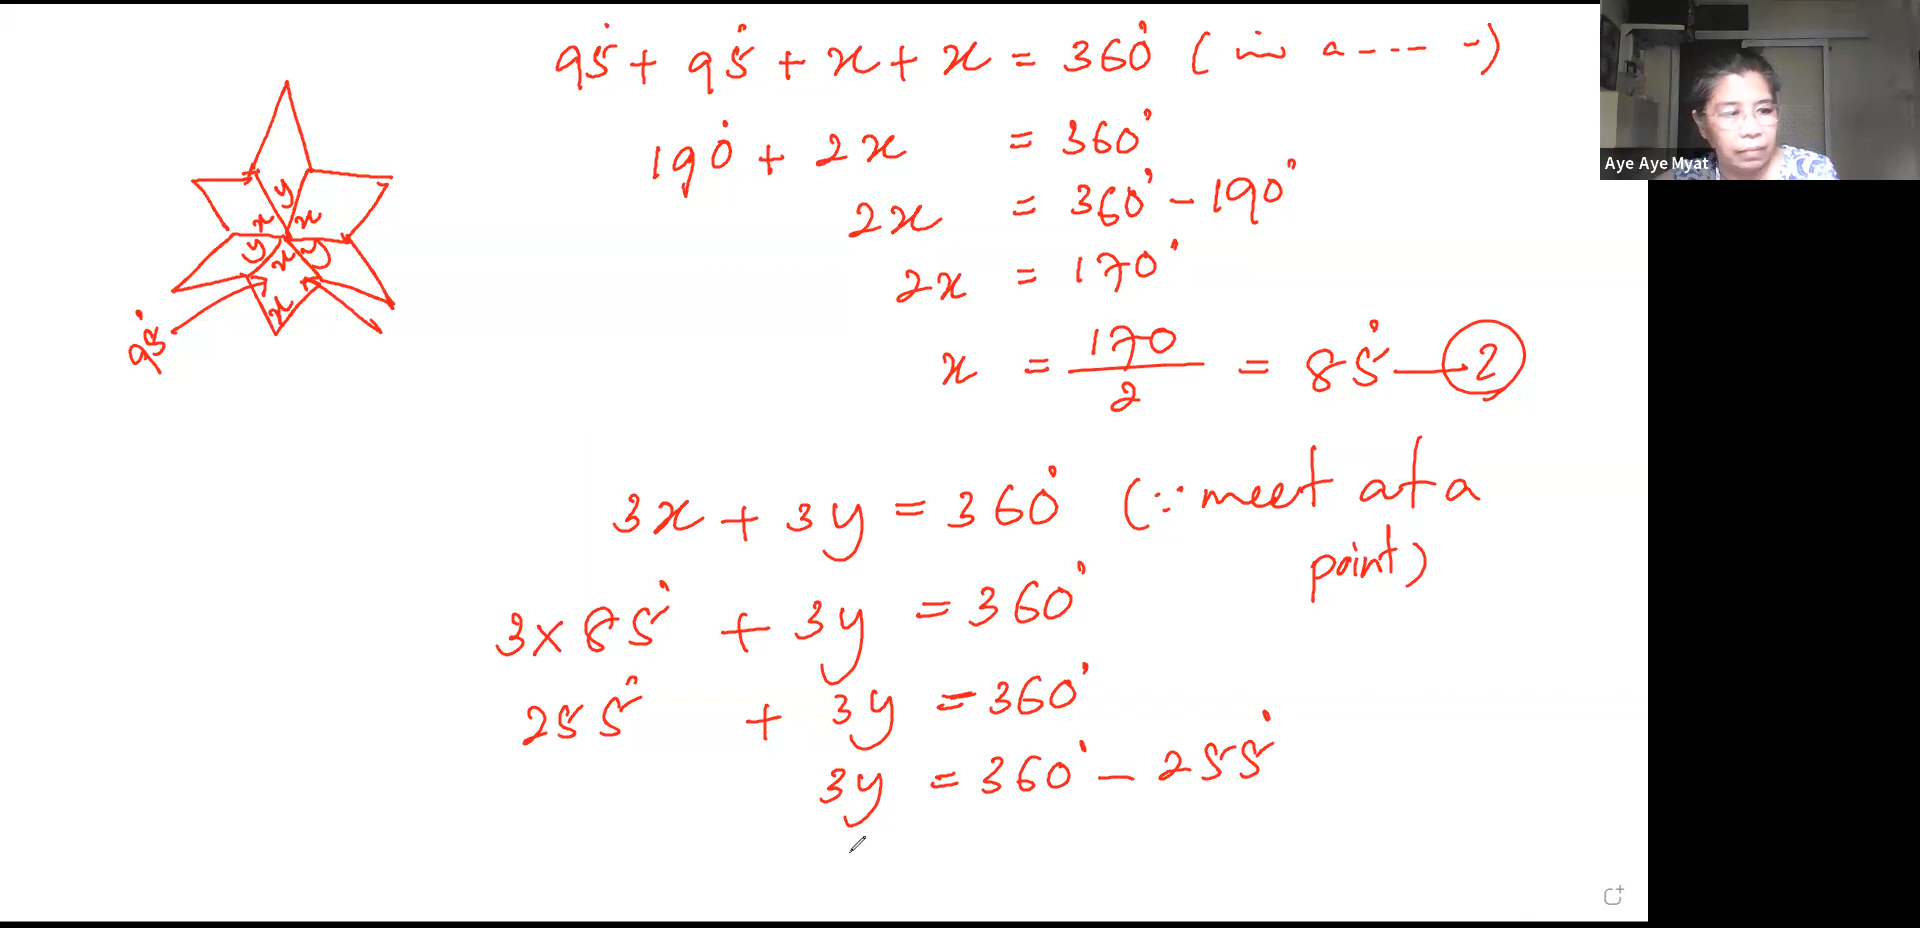 95° + 95° + x + x = 360° (in a ---- -)
190° + 2x = 360°
2x = 360° - 190°
2x = 170°
x = 170/2 = 85° — 2
3x + 3y = 360° (∵ meet at a
point)
3 × 85° + 3y = 360°
255° + 3y = 360°
3y = 360° - 255°
y
x x
y x y
x
95°
Aye Aye Myat